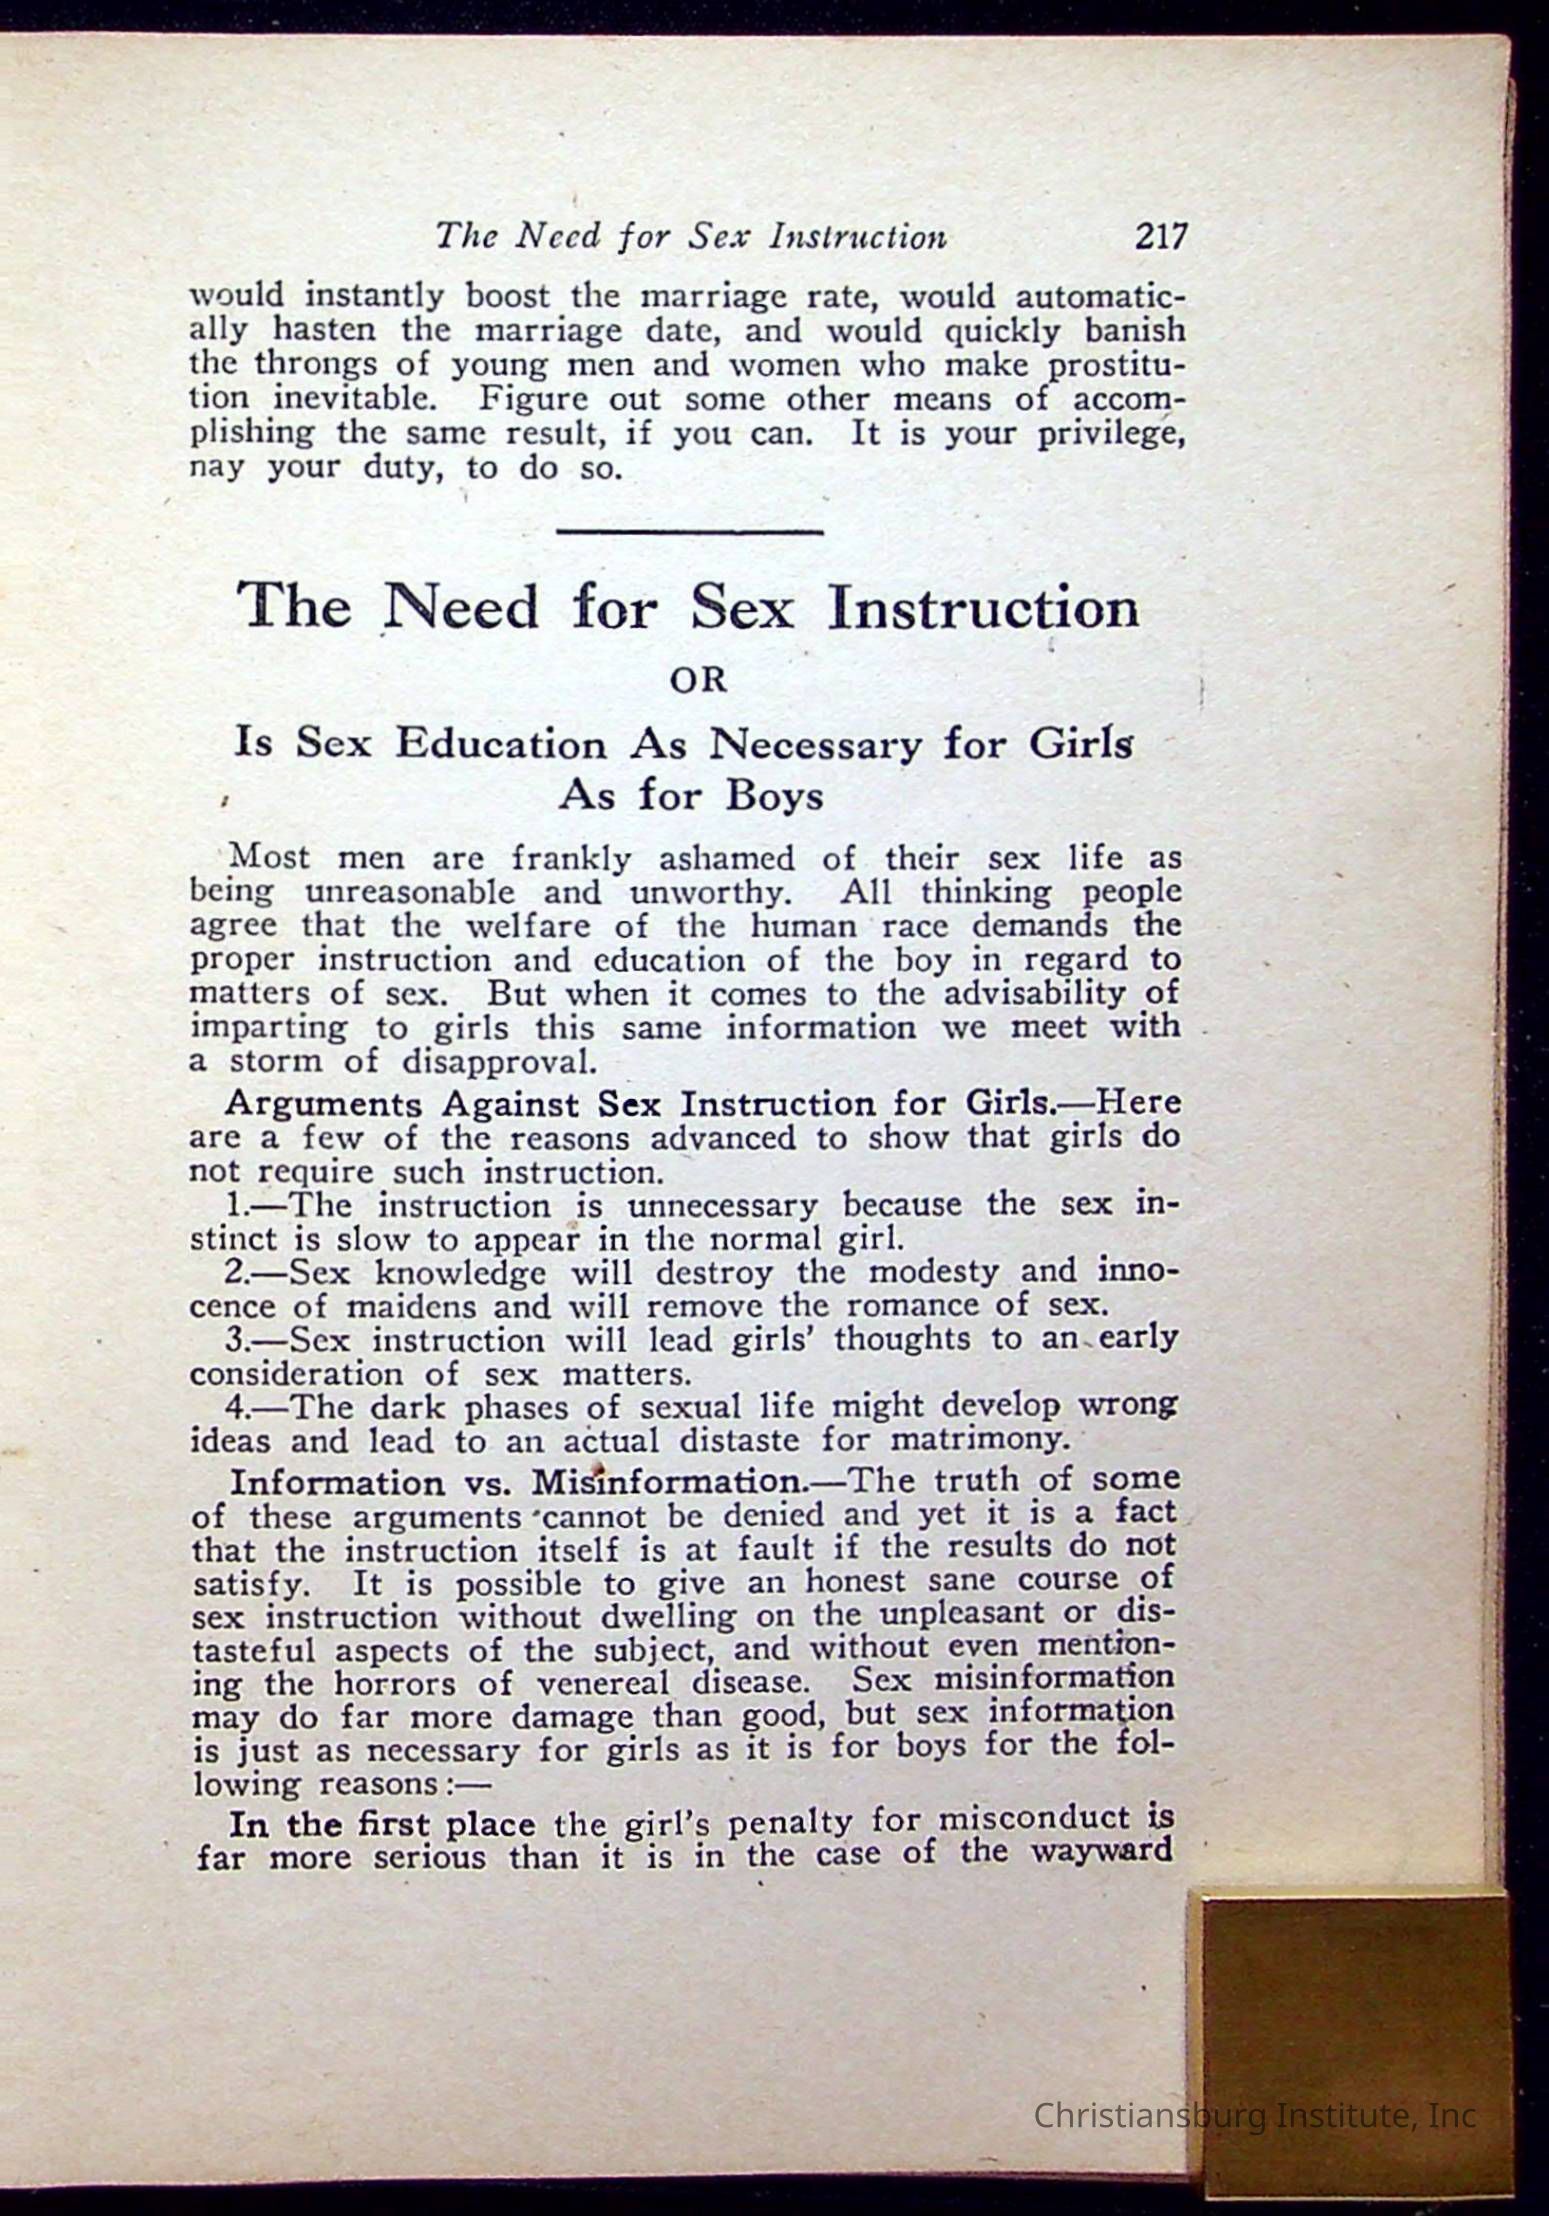 The Need for Sex Instruction 217
would instantly boost the marriage rate, would automatic-
ally hasten the marriage date, and would quickly banish
the throngs of young men and women who make prostitu-
tion inevitable. Figure out some other means of accom-
plishing the same result, if you can. It is your privilege,
nay your duty, to do so.
The Need for Sex Instruction
OR
Is Sex Education As Necessary for Girls
As for Boys
Most men are frankly ashamed of their sex life as
being unreasonable and unworthy. All thinking people
agree that the welfare of the human race demands the
proper instruction and education of the boy in regard to
matters of sex. But when it comes to the advisability of
imparting to girls this same information we meet with
a storm of disapproval.
Arguments Against Sex Instruction for Girls.—Here
are a few of the reasons advanced to show that girls do
not require such instruction.
1.—The instruction is unnecessary because the sex in-
stinct is slow to appear in the normal girl.
2.—Sex knowledge will destroy the modesty and inno-
cence of maidens and will remove the romance of sex.
3.—Sex instruction will lead girls' thoughts to an early
consideration of sex matters.
4.—The dark phases of sexual life might develop wrong
ideas and lead to an actual distaste for matrimony.
Information vs. Misinformation.—The truth of some
of these arguments cannot be denied and yet it is a fact
that the instruction itself is at fault if the results do not
satisfy. It is possible to give an honest sane course of
sex instruction without dwelling on the unpleasant or dis-
tasteful aspects of the subject, and without even mention-
ing the horrors of venereal disease. Sex misinformation
may do far more damage than good, but sex information
is just as necessary for girls as it is for boys for the fol-
lowing reasons:—
In the first place the girl's penalty for misconduct is
far more serious than it is in the case of the wayward
Christiansburg Institute, Inc